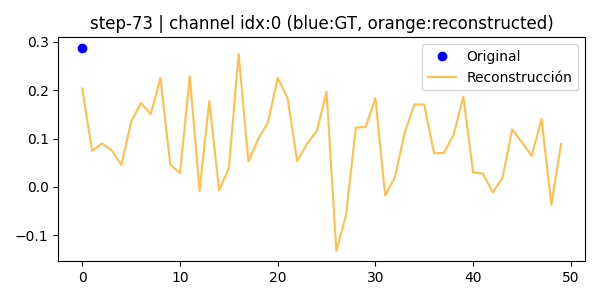 step-73 | channel idx:0 (blue:GT, orange:reconstructed)
0.3
0.2
0.1
0.0
−0.1
Original
Reconstrucción
0 10 20 30 40 50